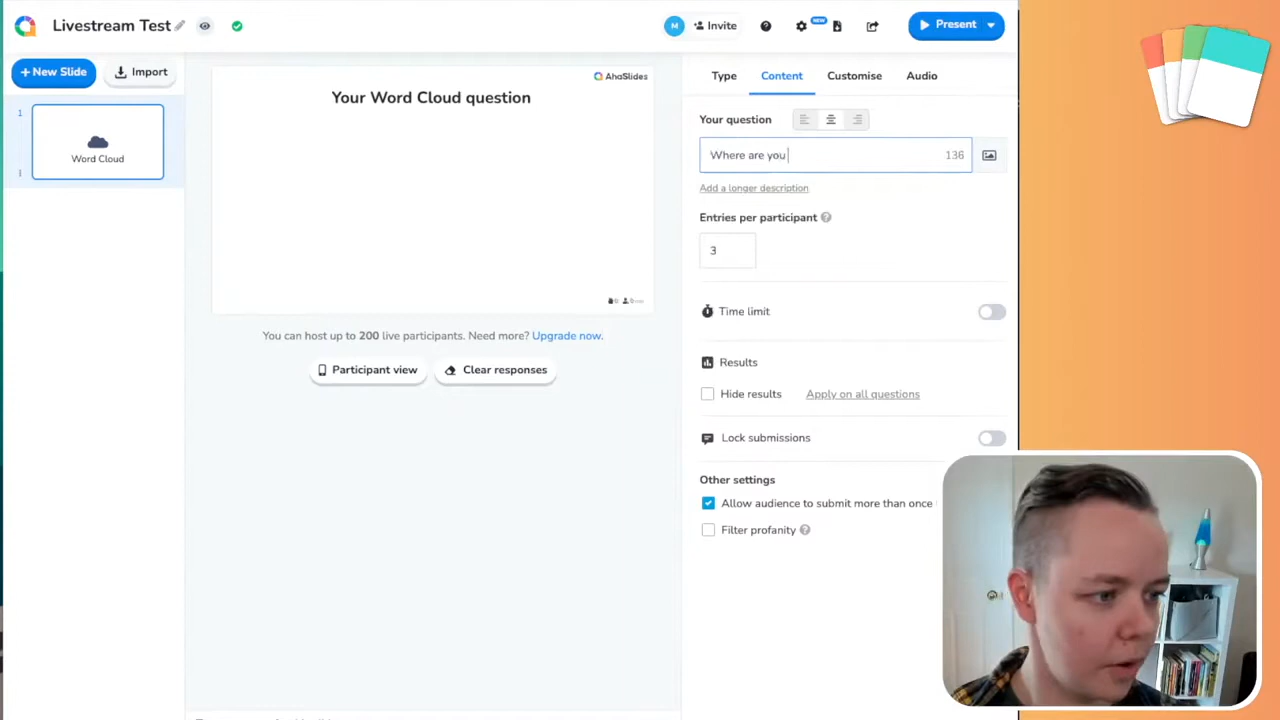 Livestream Test
M
Invite
NEW
Present
+ New Slide
Import
1
Word Cloud
1
AhaSlides
Your Word Cloud question
You can host up to 200 live participants. Need more? Upgrade now.
Participant view
Clear responses
Type
Content
Customise
Audio
Your question
Where are you
136
Add a longer description
Entries per participant ?
3
Time limit
Results
Hide results
Apply on all questions
Lock submissions
Other settings
Allow audience to submit more than once
Filter profanity ?